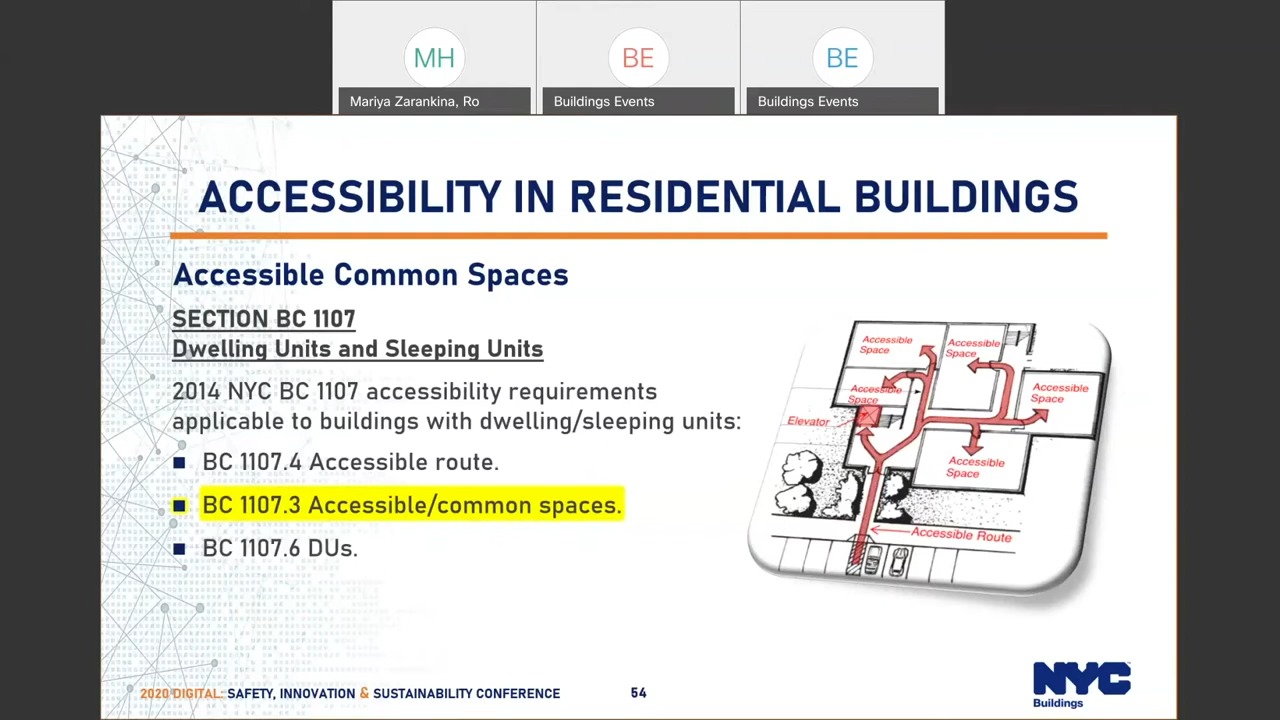 MH
BE
BE
Mariya Zarankina, Ro
Buildings Events
Buildings Events
ACCESSIBILITY IN RESIDENTIAL BUILDINGS
Accessible Common Spaces
SECTION BC 1107
Dwelling Units and Sleeping Units
2014 NYC BC 1107 accessibility requirements
applicable to buildings with dwelling/sleeping units:
BC 1107.4 Accessible route.
BC 1107.3 Accessible/common spaces.
BC 1107.6 DUs.
Accessible
Space
Accessible
Space
Accessible
Space
Accessible
Space
Elevator
Accessible
Space
Accessible Route
2020 DIGITAL: SAFETY, INNOVATION & SUSTAINABILITY CONFERENCE
54
NYC
Buildings